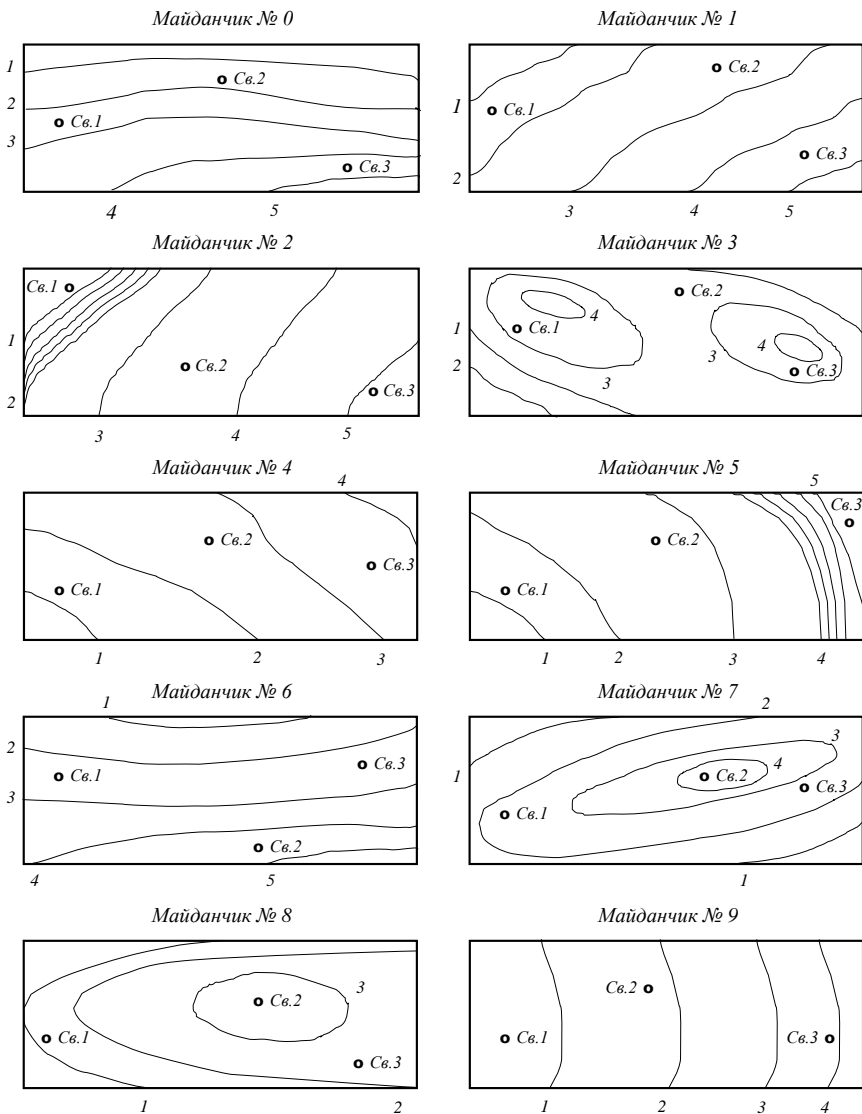 Майданчик № 0
1
2
3
Св.2
Св.1
Св.3
4
5
Майданчик № 1
1
2
Св.2
Св.1
Св.3
3
4
5
Майданчик № 2
Св.1
1
2
Св.2
Св.3
3
4
5
Майданчик № 3
1
2
Св.2
4
Св.1
3
4
3
Св.3
Майданчик № 4
4
Св.2
Св.3
Св.1
1
2
3
Майданчик № 5
5
Св.3
Св.2
Св.1
1
2
3
4
Майданчик № 6
1
2
3
Св.3
Св.1
Св.2
4
5
Майданчик № 7
2
3
1
4
Св.2
Св.3
Св.1
1
Майданчик № 8
3
Св.2
Св.1
Св.3
1
2
Майданчик № 9
Св.2
Св.1
Св.3
1
2
3
4